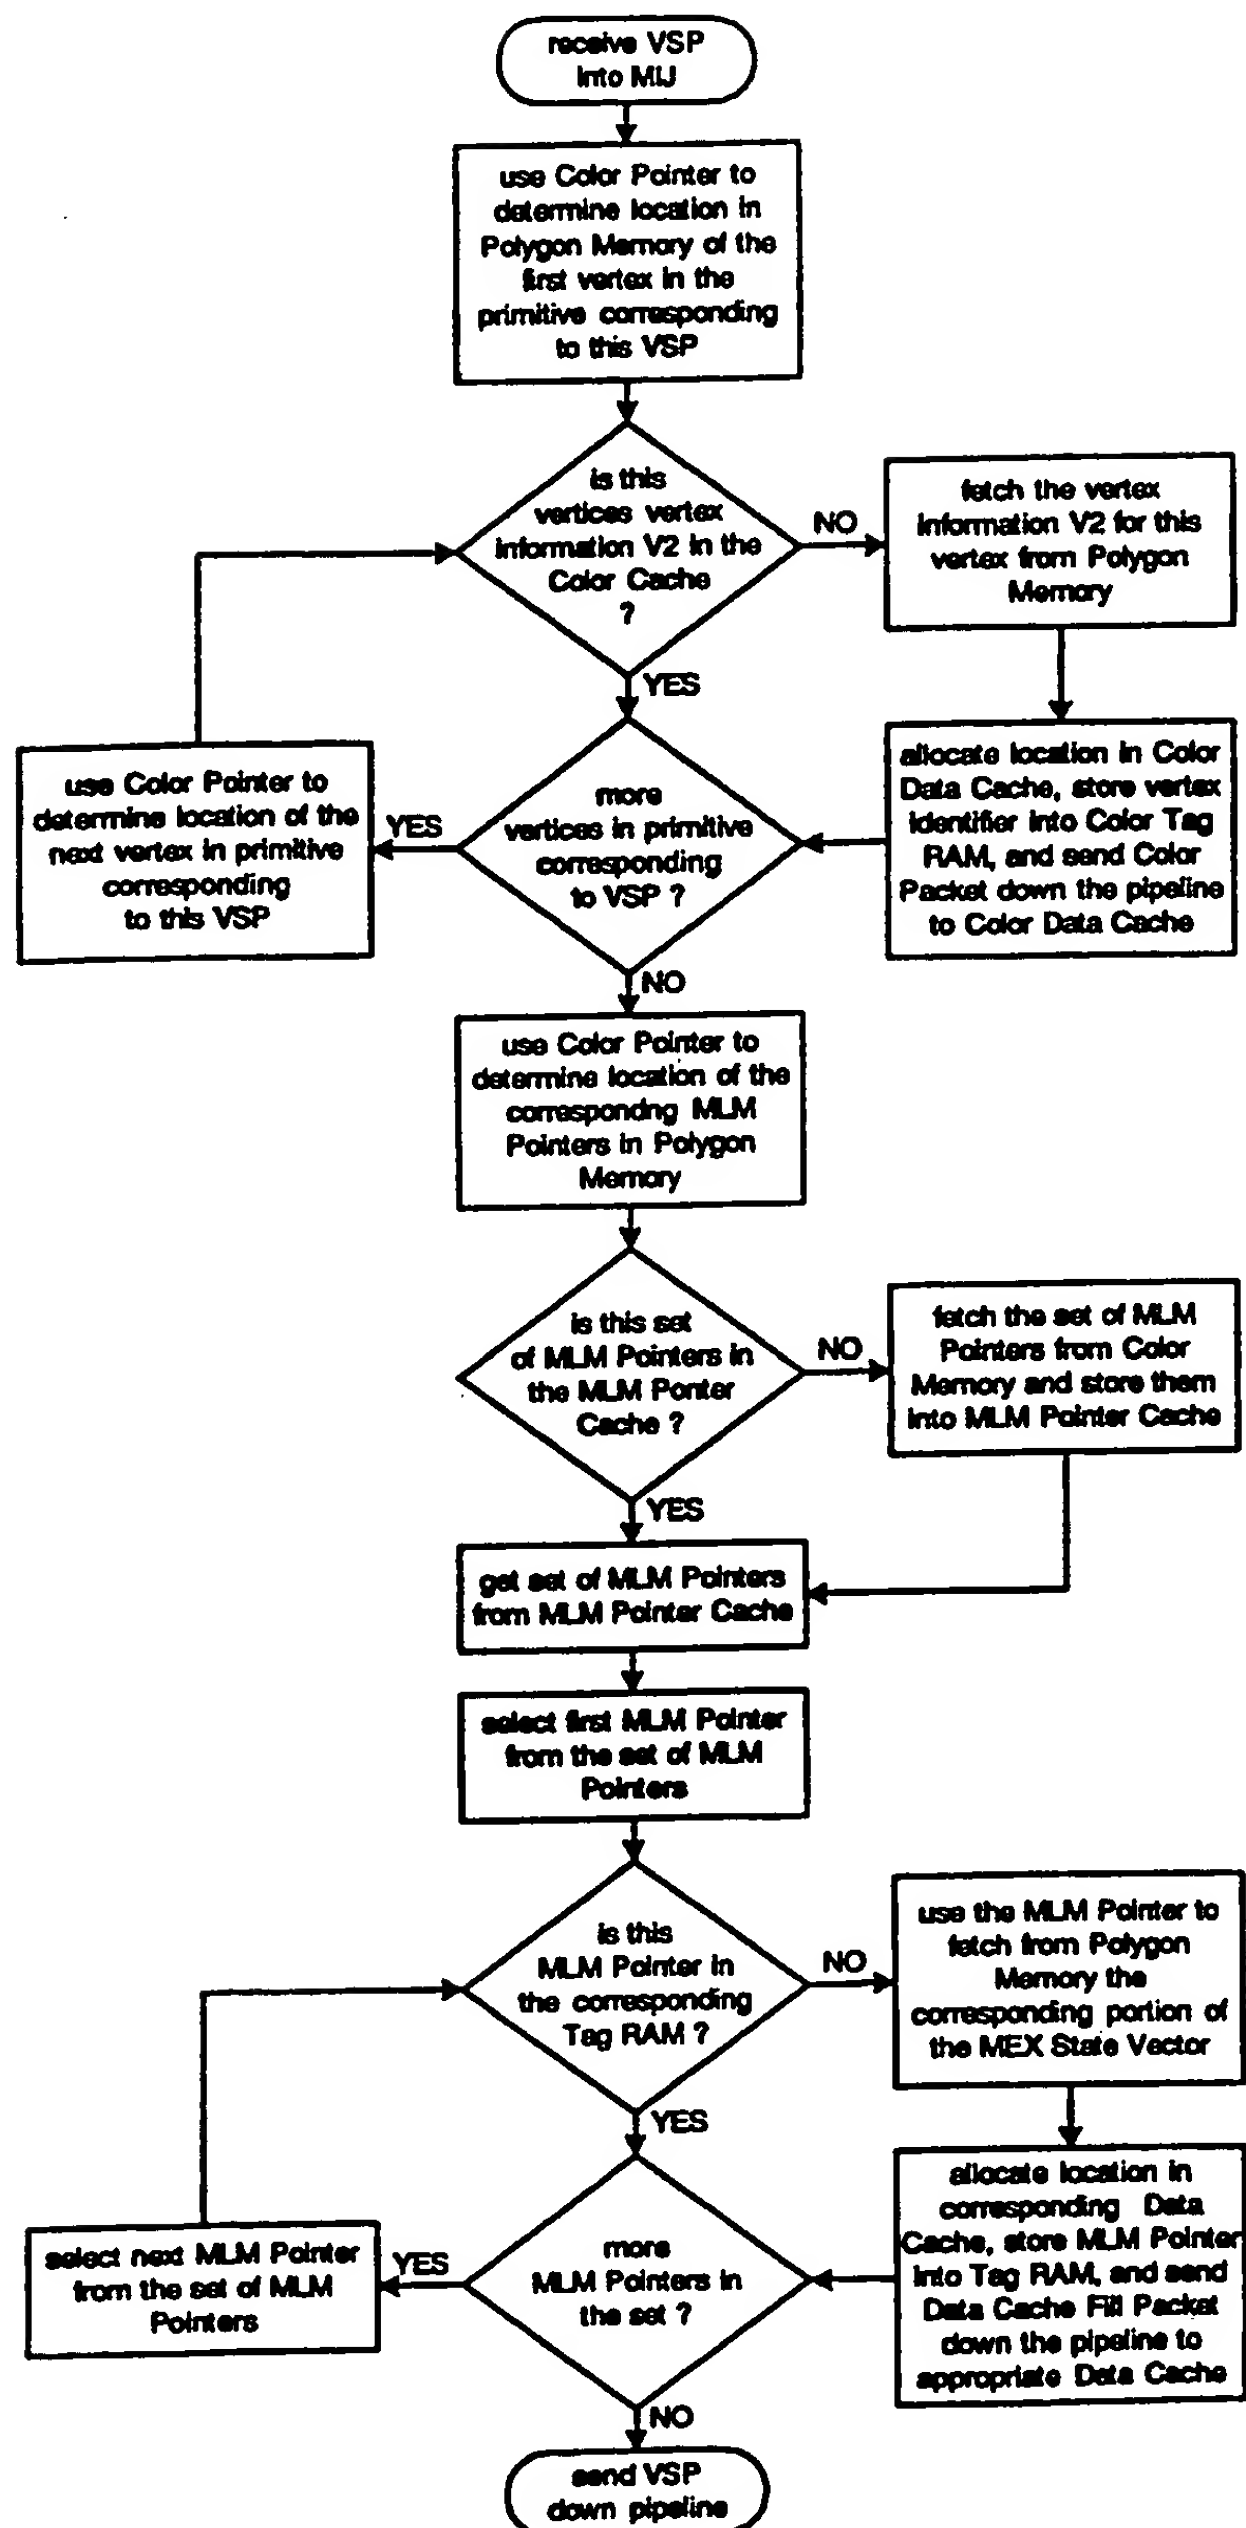 receive VSP
into MIJ
use Color Pointer to
determine location in
Polygon Memory of the
first vertex in the
primitive corresponding
to this VSP
is this
vertices vertex
information V2 in the
Color Cache
?
NO
fetch the vertex
information V2 for this
vertex from Polygon
Memory
YES
allocate location in Color
Data Cache, store vertex
identifier into Color Tag
RAM, and send Color
Packet down the pipeline
to Color Data Cache
more
vertices in primitive
corresponding
to VSP ?
YES
use Color Pointer to
determine location of the
next vertex in primitive
corresponding
to this VSP
NO
use Color Pointer to
determine location of the
correspondng MLM
Pointers in Polygon
Memory
is this set
of MLM Pointers in
the MLM Ponter
Cache ?
NO
fetch the set of MLM
Pointers from Color
Memory and store them
into MLM Pointer Cache
YES
get set of MLM Pointers
from MLM Pointer Cache
select first MLM Pointer
from the set of MLM
Pointers
is this
MLM Pointer in
the corresponding
Tag RAM ?
NO
use the MLM Pointer to
fetch from Polygon
Memory the
corresponding portion of
the MEX State Vector
YES
allocate location in
corresponding Data
Cache, store MLM Pointer
into Tag RAM, and send
Data Cache Fill Packet
down the pipeline to
appropriate Data Cache
more
MLM Pointers in
the set ?
YES
select next MLM Pointer
from the set of MLM
Pointers
NO
send VSP
down pipeline